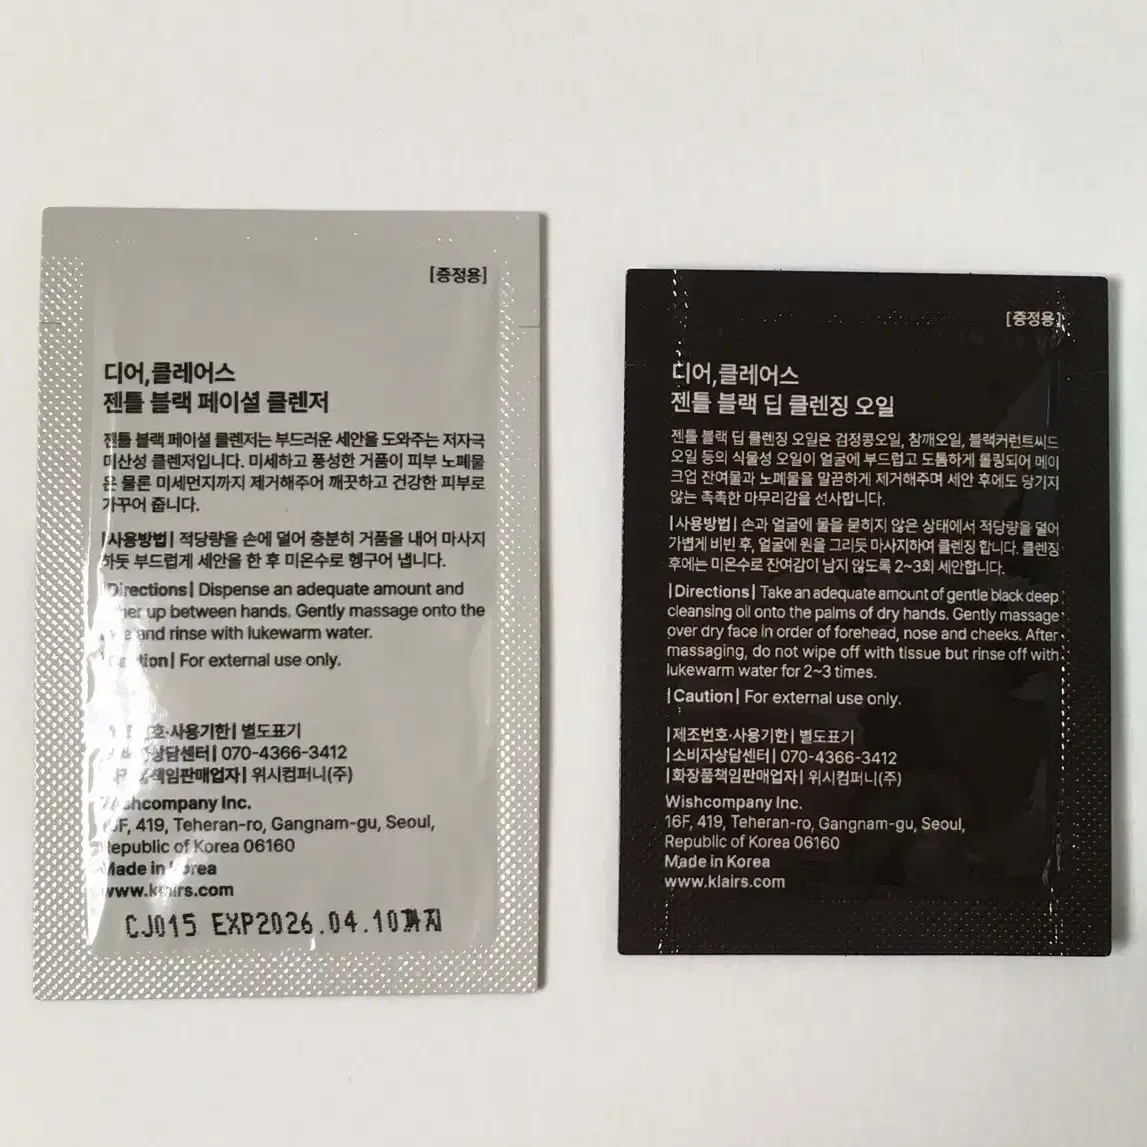 [증정용]
디어,클레어스
젠틀 블랙 페이셜 클렌저
젠틀 블랙 페이셜 클렌저는 부드러운 세안을 도와주는 저자극
미산성 클렌저입니다. 미세하고 풍성한 거품이 피부 노폐물
은 물론 미세먼지까지 제거해주어 깨끗하고 건강한 피부로
가꾸어 줍니다.
|사용방법| 적당량을 손에 덜어 충분히 거품을 내어 마사지
하듯 부드럽게 세안을 한 후 미온수로 헹구어 냅니다.
|Directions| Dispense an adequate amount and
up between hands. Gently massage onto the
and rinse with lukewarm water.
|Caution| For external use only.
사용기한| 별도표기
상담센터| 070-4366-3412
책임판매업자| 위시컴퍼니(주)
Wishcompany Inc.
16F, 419, Teheran-ro, Gangnam-gu, Seoul,
Republic of Korea 06160
Made in Korea
www.klairs.com
CJ015 EXP2026.04.10까지
[증정용]
디어,클레어스
젠틀 블랙 딥 클렌징 오일
젠틀 블랙 딥 클렌징 오일은 검정콩오일, 참깨오일, 블랙커런트씨드
오일 등의 식물성 오일이 얼굴에 부드럽고 도톰하게 롤링되어 메이
크업 잔여물과 노폐물을 말끔하게 제거해주며 세안 후에도 당기지
않는 촉촉한 마무리감을 선사합니다.
|사용방법| 손과 얼굴에 물을 묻히지 않은 상태에서 적당량을 덜어
가볍게 비빈 후, 얼굴에 원을 그리듯 마사지하여 클렌징 합니다. 클렌징
후에는 미온수로 잔여감이 남지 않도록 2~3회 세안합니다.
|Directions| Take an adequate amount of gentle black deep
cleansing oil onto the palms of dry hands. Gently massage
over dry face in order of forehead, nose and cheeks. After
massaging, do not wipe off with tissue but rinse off with
lukewarm water for 2~3 times.
|Caution| For external use only.
|제조번호·사용기한| 별도표기
|소비자상담센터| 070-4366-3412
|화장품책임판매업자| 위시컴퍼니(주)
Wishcompany Inc.
16F, 419, Teheran-ro, Gangnam-gu, Seoul,
Republic of Korea 06160
Made in Korea
www.klairs.com